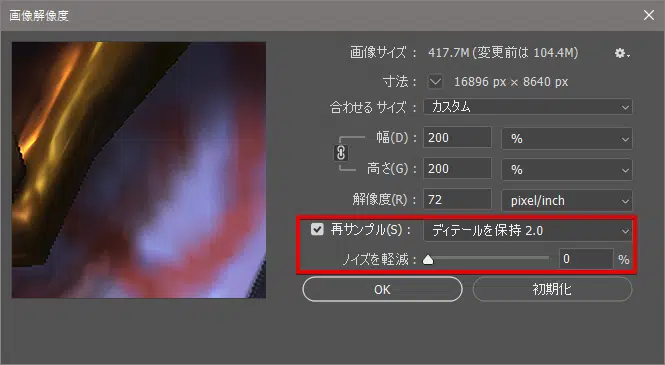 画像解像度
画像サイズ : 417.7M (変更前は 104.4M)
寸法 : 16896 px × 8640 px
合わせる サイズ : カスタム
幅(D) : 200 %
高さ(G) : 200 %
解像度(R) : 72 pixel/inch
再サンプル(S) : ディテールを保持 2.0
ノイズを軽減 : 0 %
OK 初期化